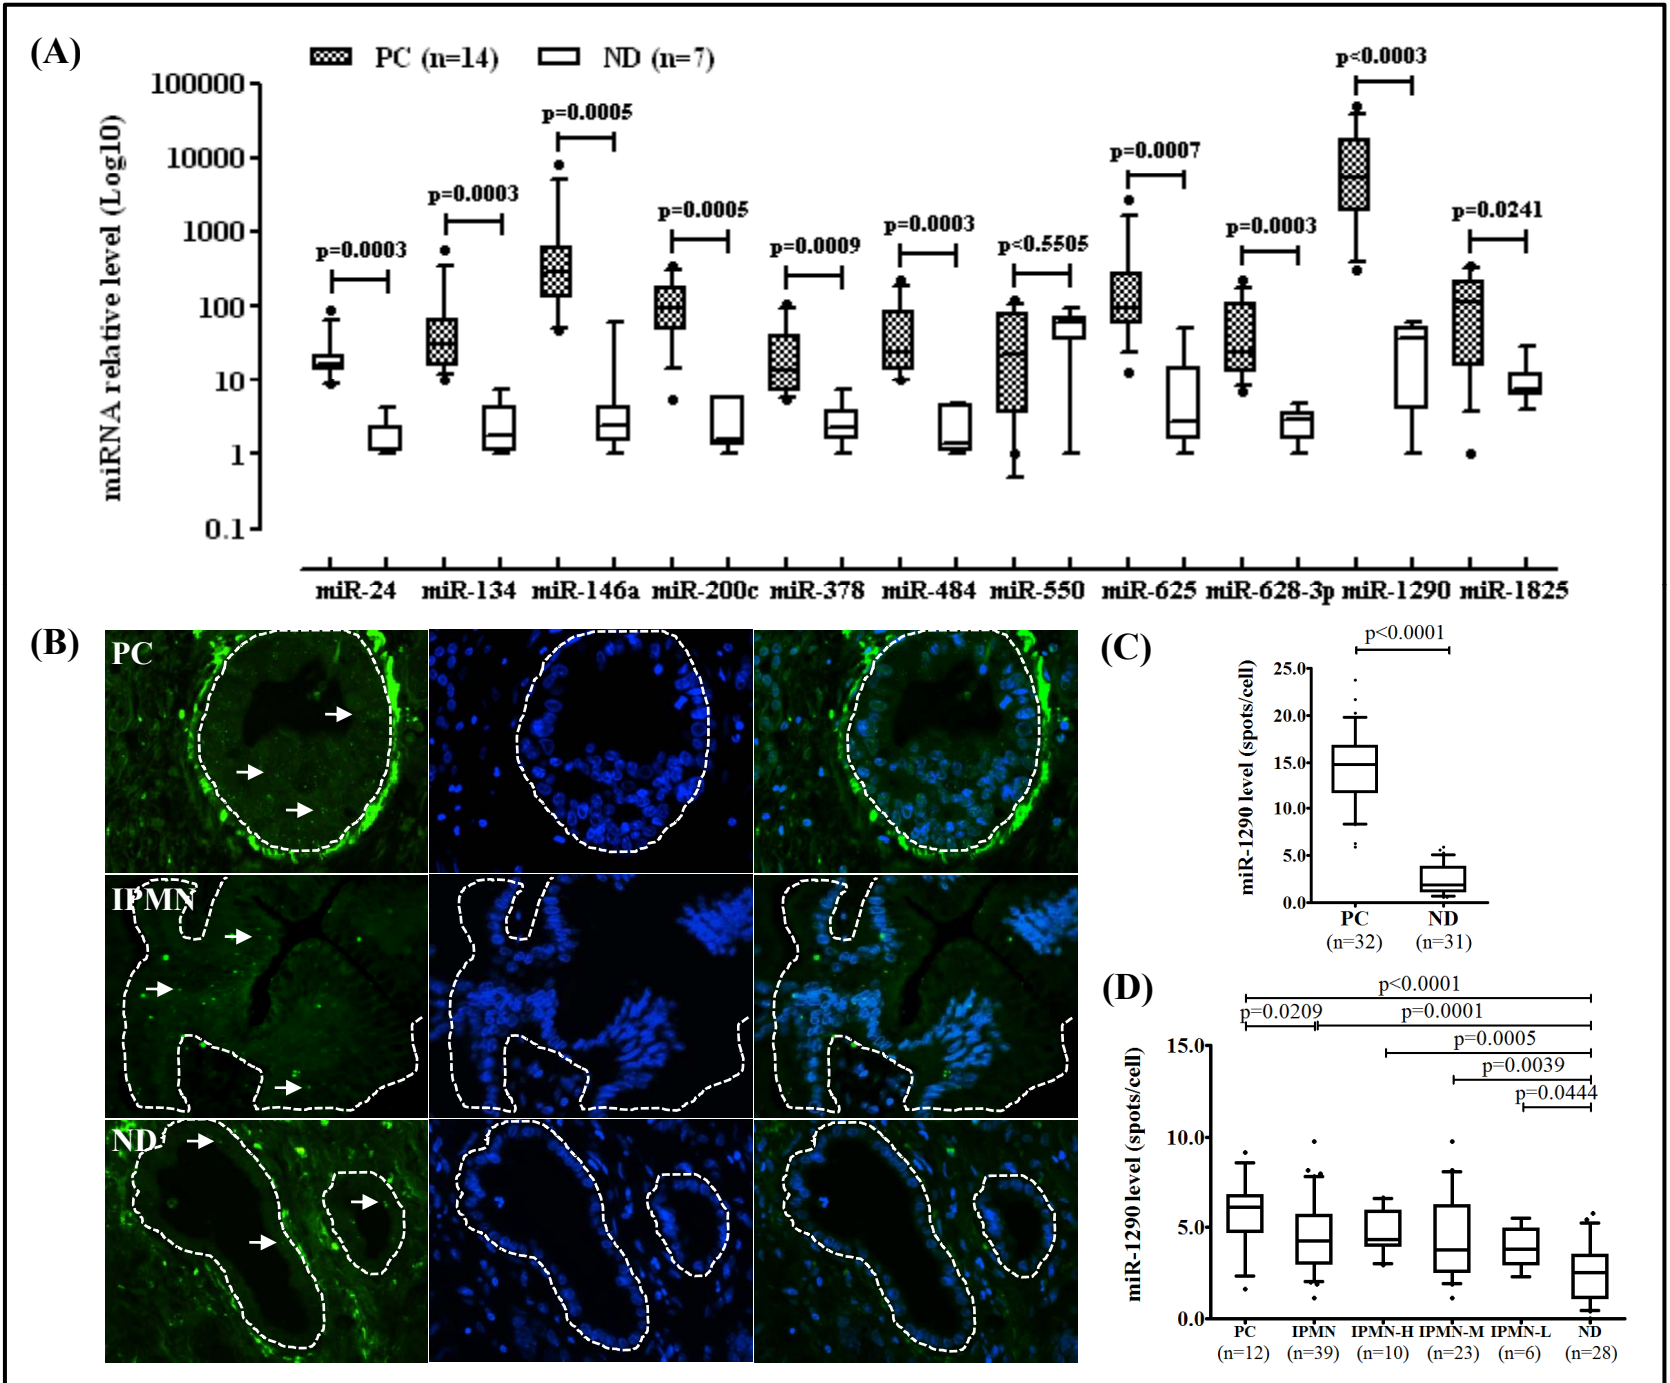 (A)
PC (n=14) ND (n=7)
miRNA relative level (Log10)
100000
10000
1000
100
10
1
0.1
p=0.0003
p=0.0003
p=0.0005
p=0.0005
p=0.0009
p=0.0003
p<0.5505
p=0.0007
p=0.0003
p<0.0003
p=0.0241
miR-24 miR-134 miR-146a miR-200c miR-378 miR-484 miR-550 miR-625 miR-628-3p miR-1290 miR-1825
(B)
PC
IPMN
ND
(C)
p<0.0001
miR-1290 level (spots/cell)
25.0
20.0
15.0
10.0
5.0
0.0
PC ND
(n=32) (n=31)
(D)
p<0.0001
p=0.0209 p=0.0001
p=0.0005
p=0.0039
p=0.0444
miR-1290 level (spots/cell)
15.0
10.0
5.0
0.0
PC IPMN IPMN-H IPMN-M IPMN-L ND
(n=12) (n=39) (n=10) (n=23) (n=6) (n=28)